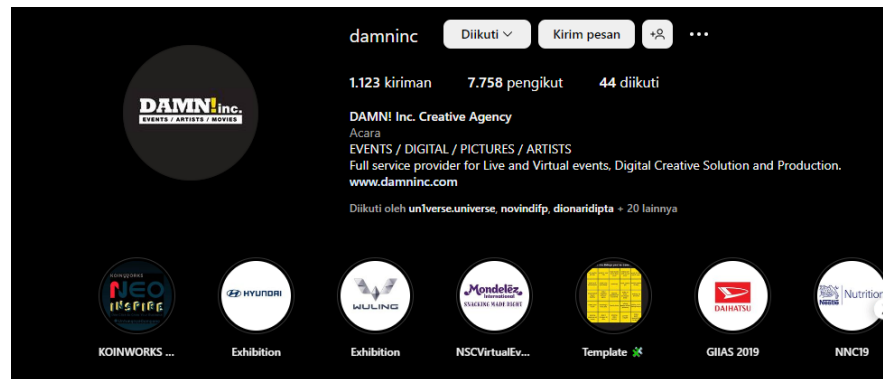 damninc Diikuti Kirim pesan
1.123 kiriman 7.758 pengikut 44 diikuti
DAMN! inc.
EVENTS / ARTISTS / MOVIES
DAMN! Inc. Creative Agency
Acara
EVENTS / DIGITAL / PICTURES / ARTISTS
Full service provider for Live and Virtual events, Digital Creative Solution and Production.
www.damninc.com
Diikuti oleh un1verse.universe, novindifp, dionaridipta + 20 lainnya
KOINWORKS
NEO
INSPIRE
HYUNDAI
WULING
Mondelēz
International
SNACKING MADE RIGHT
DAIHATSU
Nestlé
Nutrition
KOINWORKS ...
Exhibition
Exhibition
NSCVirtualEv...
Template
GIIAS 2019
NNC19